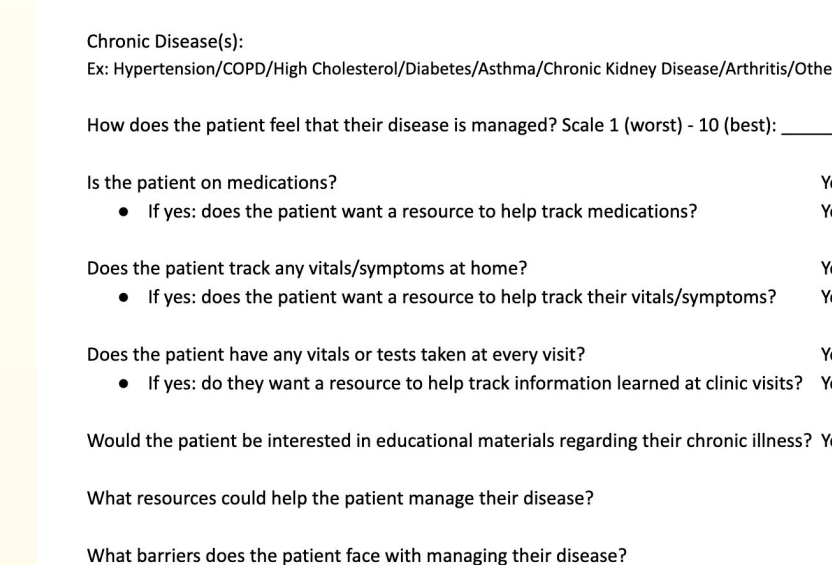 Chronic Disease(s):
Ex: Hypertension/COPD/High Cholesterol/Diabetes/Asthma/Chronic Kidney Disease/Arthritis/Othe
How does the patient feel that their disease is managed? Scale 1 (worst) - 10 (best): _____
Is the patient on medications?
● If yes: does the patient want a resource to help track medications?
Does the patient track any vitals/symptoms at home?
● If yes: does the patient want a resource to help track their vitals/symptoms?
Does the patient have any vitals or tests taken at every visit?
● If yes: do they want a resource to help track information learned at clinic visits?
Would the patient be interested in educational materials regarding their chronic illness?
What resources could help the patient manage their disease?
What barriers does the patient face with managing their disease?